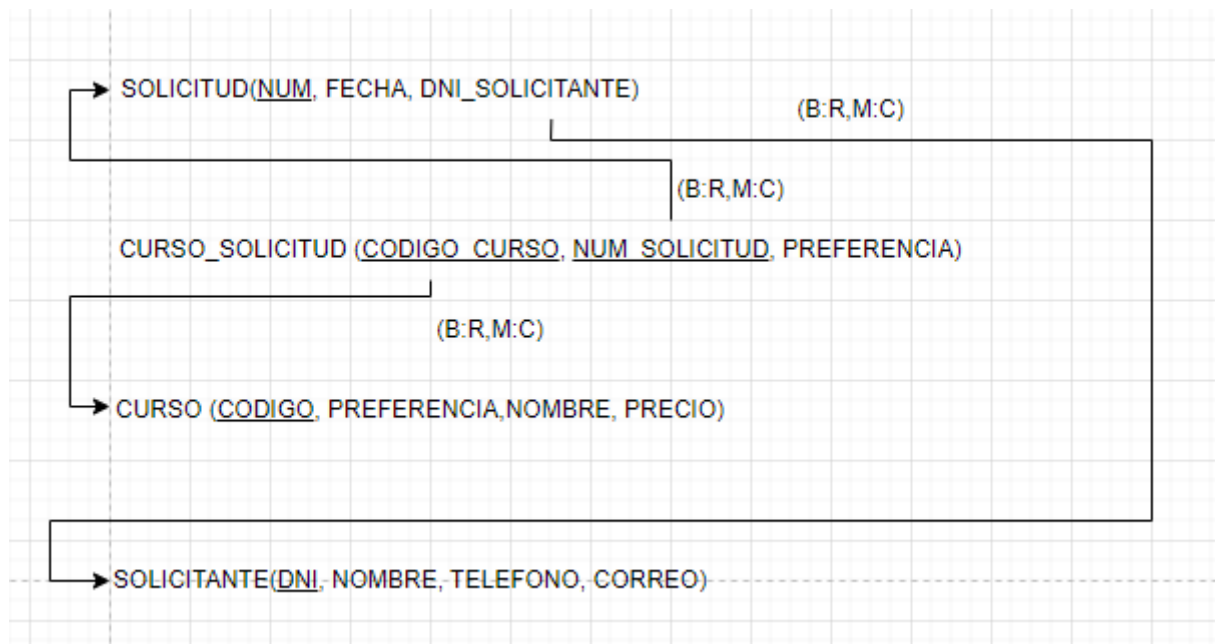 SOLICITUD(NUM, FECHA, DNI_SOLICITANTE)
(B:R,M:C)
(B:R,M:C)
CURSO_SOLICITUD (CODIGO_CURSO, NUM_SOLICITUD, PREFERENCIA)
(B:R,M:C)
CURSO (CODIGO, PREFERENCIA,NOMBRE, PRECIO)
SOLICITANTE(DNI, NOMBRE, TELEFONO, CORREO)